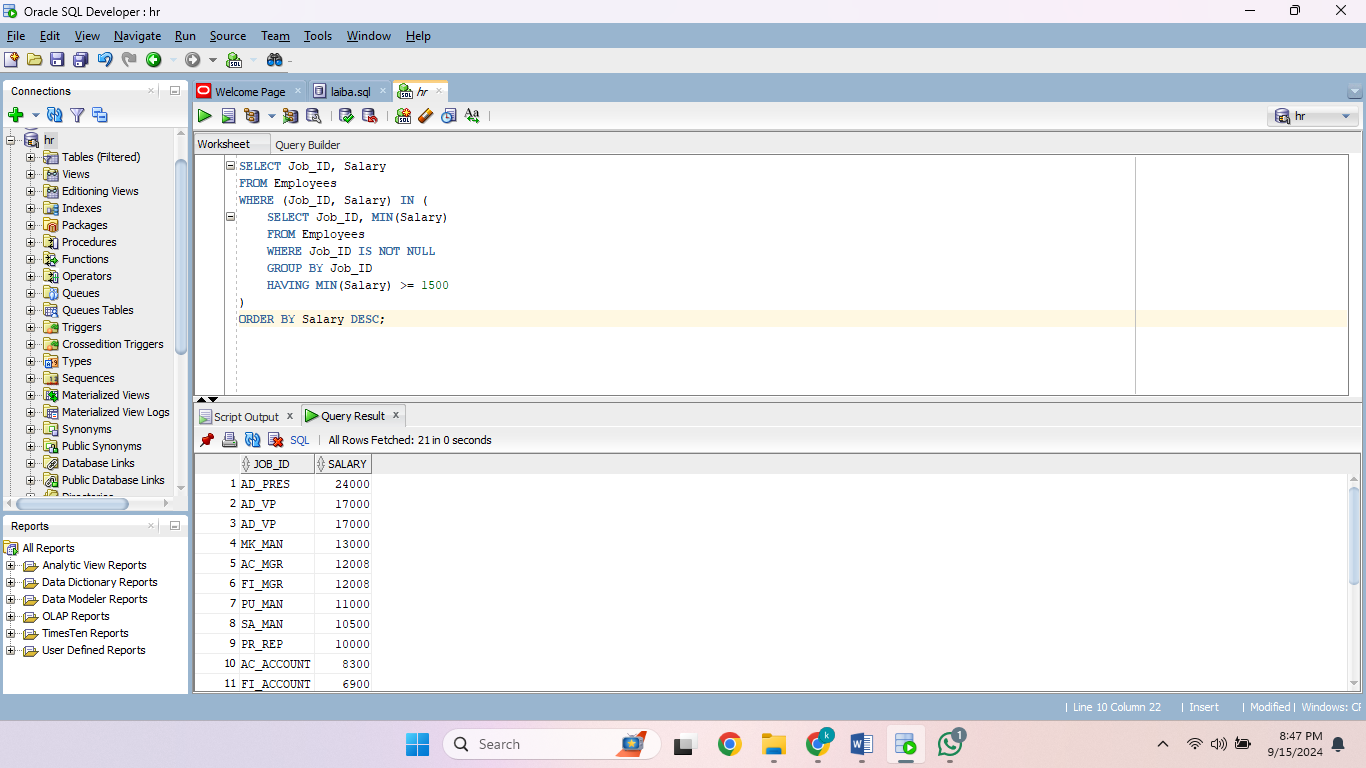 Oracle SQL Developer : hr
File Edit View Navigate Run Source Team Tools Window Help
Connections
hr
Tables (Filtered)
Views
Editioning Views
Indexes
Packages
Procedures
Functions
Operators
Queues
Queues Tables
Triggers
Crossedition Triggers
Types
Sequences
Materialized Views
Materialized View Logs
Synonyms
Public Synonyms
Database Links
Public Database Links
Directories
Reports
All Reports
Analytic View Reports
Data Dictionary Reports
Data Modeler Reports
OLAP Reports
TimesTen Reports
User Defined Reports
Welcome Page laiba.sql hr
hr
Worksheet Query Builder
SELECT Job_ID, Salary
FROM Employees
WHERE (Job_ID, Salary) IN (
SELECT Job_ID, MIN(Salary)
FROM Employees
WHERE Job_ID IS NOT NULL
GROUP BY Job_ID
HAVING MIN(Salary) >= 1500
)
ORDER BY Salary DESC;
Script Output Query Result
SQL All Rows Fetched: 21 in 0 seconds
JOB_ID SALARY
1 AD_PRES 24000
2 AD_VP 17000
3 AD_VP 17000
4 MK_MAN 13000
5 AC_MGR 12008
6 FI_MGR 12008
7 PU_MAN 11000
8 SA_MAN 10500
9 PR_REP 10000
10 AC_ACCOUNT 8300
11 FI_ACCOUNT 6900
Line 10 Column 22 Insert Modified Windows: CF
Search
k
1
8:47 PM
9/15/2024